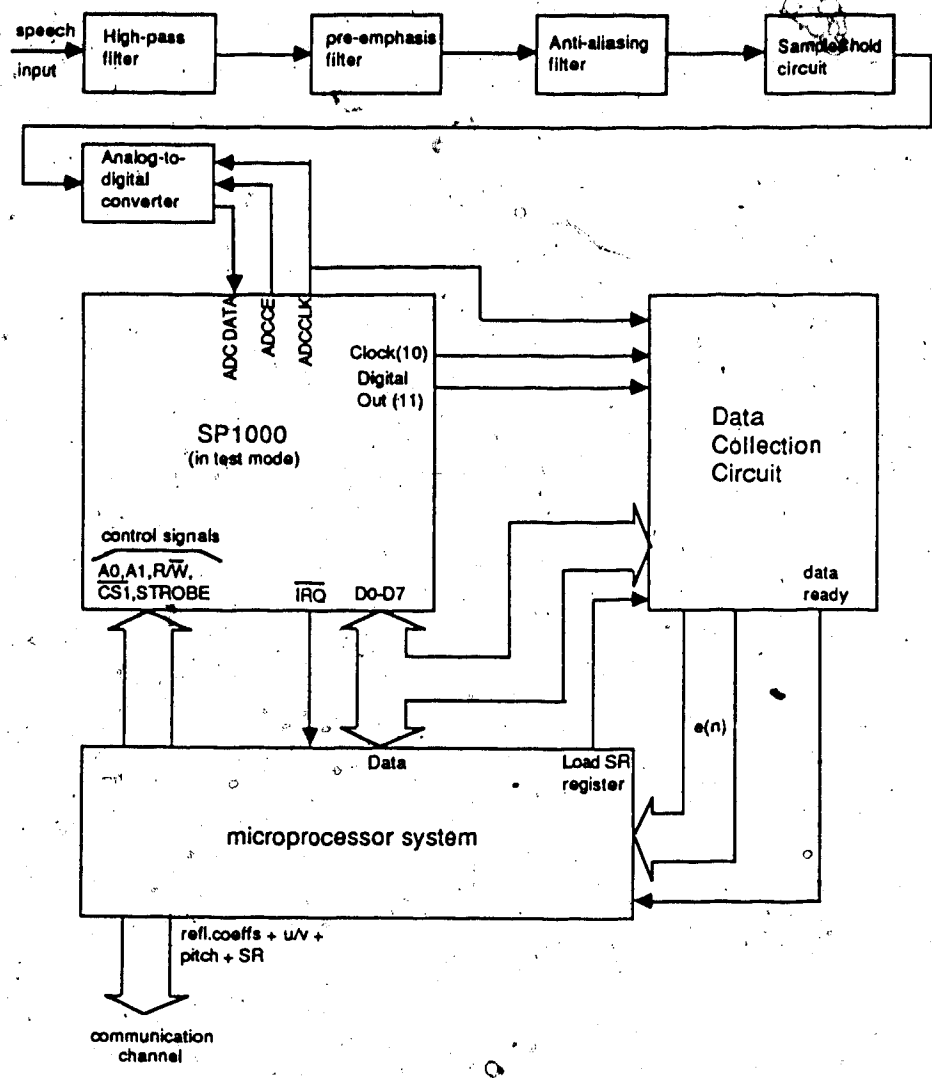 speech
input
High-pass
filter
pre-emphasis
filter
Anti-aliasing
filter
Sample/hold
circuit
Analog-to-
digital
converter
ADC DATA
ADCCE
ADCCLK
Clock(10)
Digital
Out (11)
SP1000
(in test mode)
Data
Collection
Circuit
control signals
A0,A1,R/W̅,
C̅S̅1̅,STROBE
I̅R̅Q̅
D0-D7
data
ready
e(n)
Data
Load SR
register
microprocessor system
refl.coeffs + u/v +
pitch + SR
communication
channel